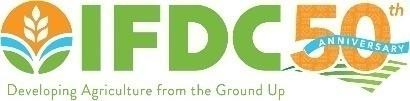 IFDC 50th
ANNIVERSARY
Developing Agriculture from the Ground Up